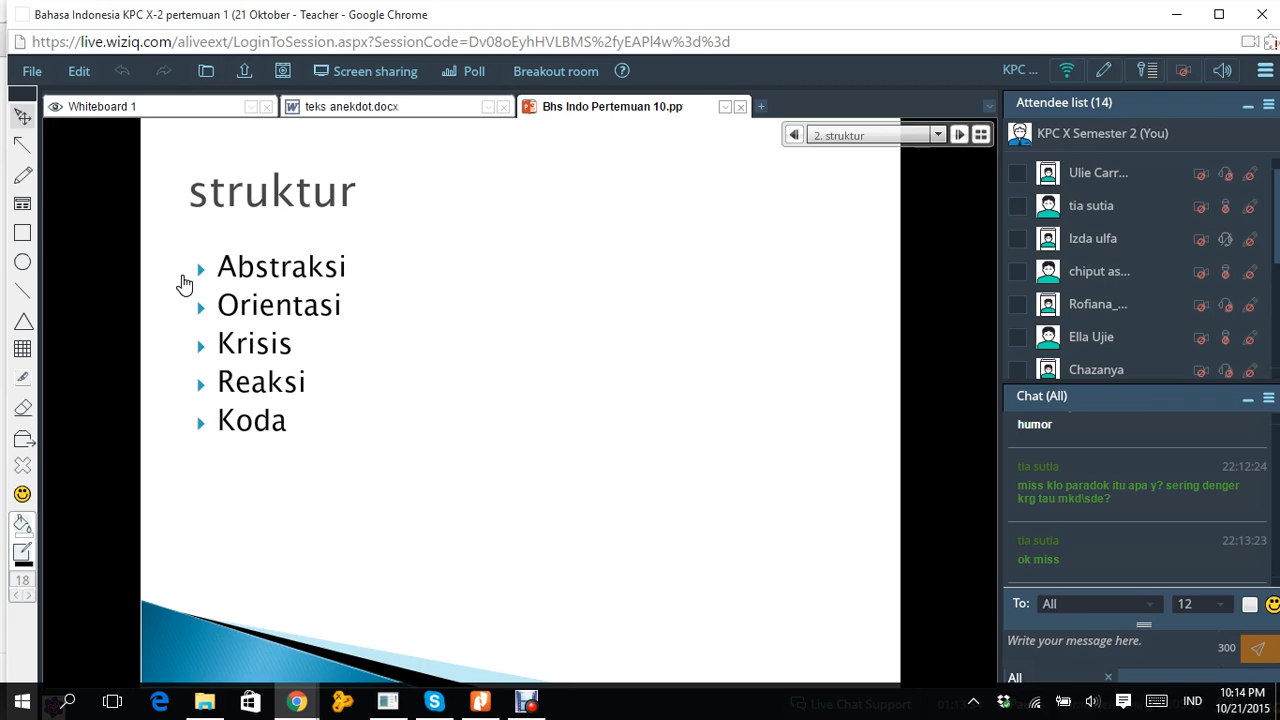 Bahasa Indonesia KPC X-2 pertemuan 1 (21 Oktober - Teacher - Google Chrome
https://live.wiziq.com/aliveext/LoginToSession.aspx?SessionCode=Dv08oEyhHVLBMS%2fyEAPl4w%3d%3d
File Edit Screen sharing Poll Breakout room ? KPC ...
Whiteboard 1 teks anekdot.docx Bhs Indo Pertemuan 10.pp
2. struktur
struktur
Abstraksi
Orientasi
Krisis
Reaksi
Koda
18
Attendee list (14)
KPC X Semester 2 (You)
Ulie Carr...
tia sutia
Izda ulfa
chiput as...
Rofiana_...
Ella Ujie
Chazanya
Chat (All)
humor
tia sutia 22:12:24
miss klo paradok itu apa y? sering denger
krg tau mkd\sde?
tia sutia 22:13:23
ok miss
To: All 12
Write your message here. 300
All
Live Chat Support
IND
10:14 PM
10/21/2015